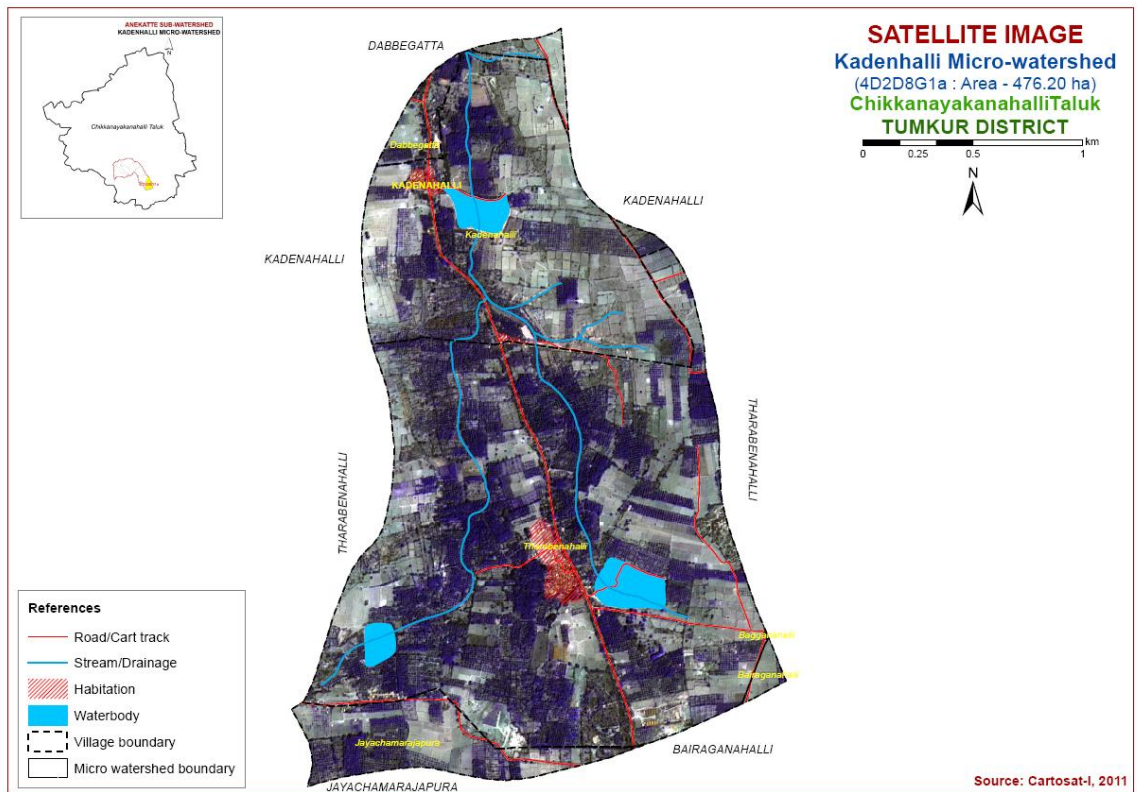 ANEKATTE SUB-WATERSHED
KADENHALLI MICRO-WATERSHED
N
Chikkanayakanahalli Taluk
SATELLITE IMAGE
Kadenhalli Micro-watershed
(4D2D8G1a : Area - 476.20 ha)
ChikkanayakanahalliTaluk
TUMKUR DISTRICT
km
0 0.25 0.5 1
N
DABBEGATTA
Dabbegatta
KADENAHALLI
KADENAHALLI
Kadenahalli
KADENAHALLI
THARABENAHALLI
THARABENAHALLI
Tharabenahalli
Bagganahalli
Bairaganahalli
Jayachamarajapura
BAIRAGANAHALLI
JAYACHAMARAJAPURA
References
Road/Cart track
Stream/Drainage
Habitation
Waterbody
Village boundary
Micro watershed boundary
Source: Cartosat-I, 2011